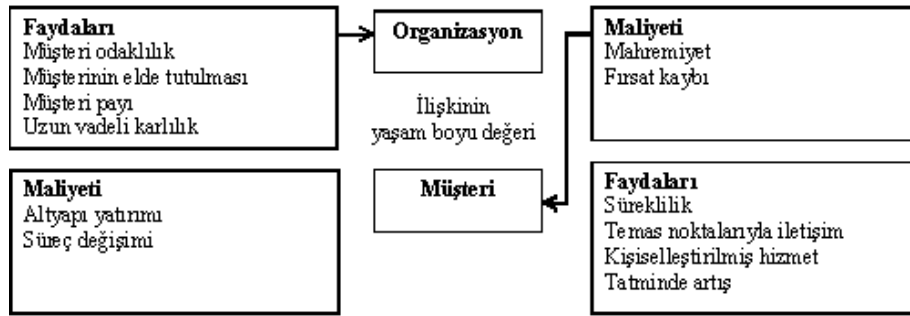 Faydaları
Müşteri odaklılık
Müşterinin elde tutulması
Müşteri payı
Uzun vadeli karlılık
Maliyeti
Altyapı yatırımı
Süreç değişimi
Organizasyon
İlişkinin
yaşam boyu değeri
Müşteri
Maliyeti
Mahremiyet
Fırsat kaybı
Faydaları
Süreklilik
Temas noktalarıyla iletişim
Kişiselleştirilmiş hizmet
Tatminde artış